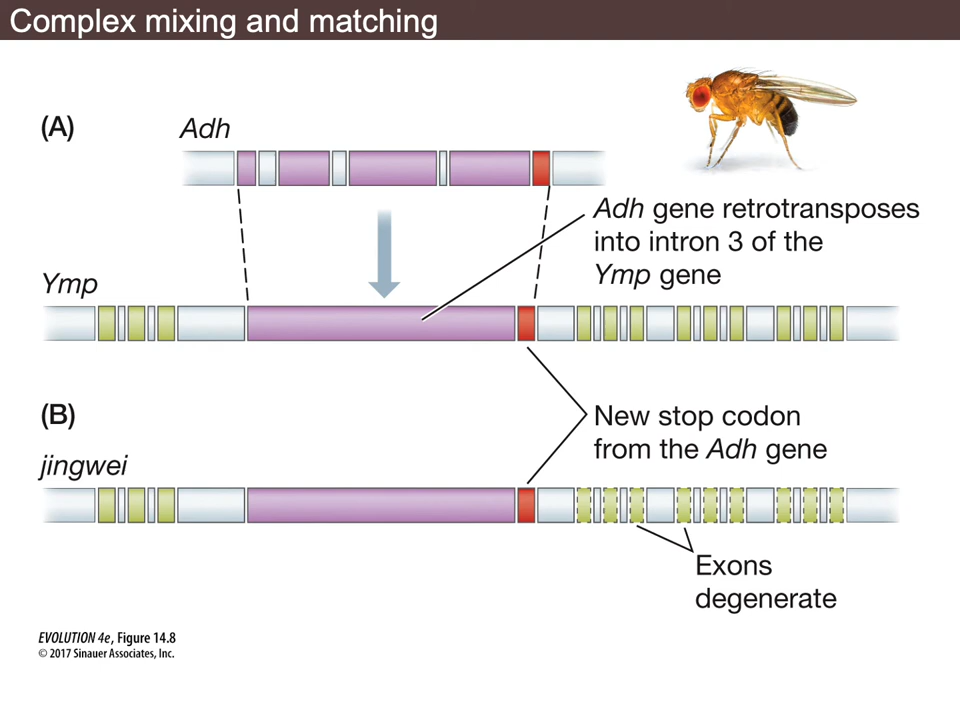 Complex mixing and matching
(A)
Adh
Adh gene retrotransposes
into intron 3 of the
Ymp gene
Ymp
(B)
New stop codon
from the Adh gene
jingwei
Exons
degenerate
EVOLUTION 4e, Figure 14.8
© 2017 Sinauer Associates, Inc.